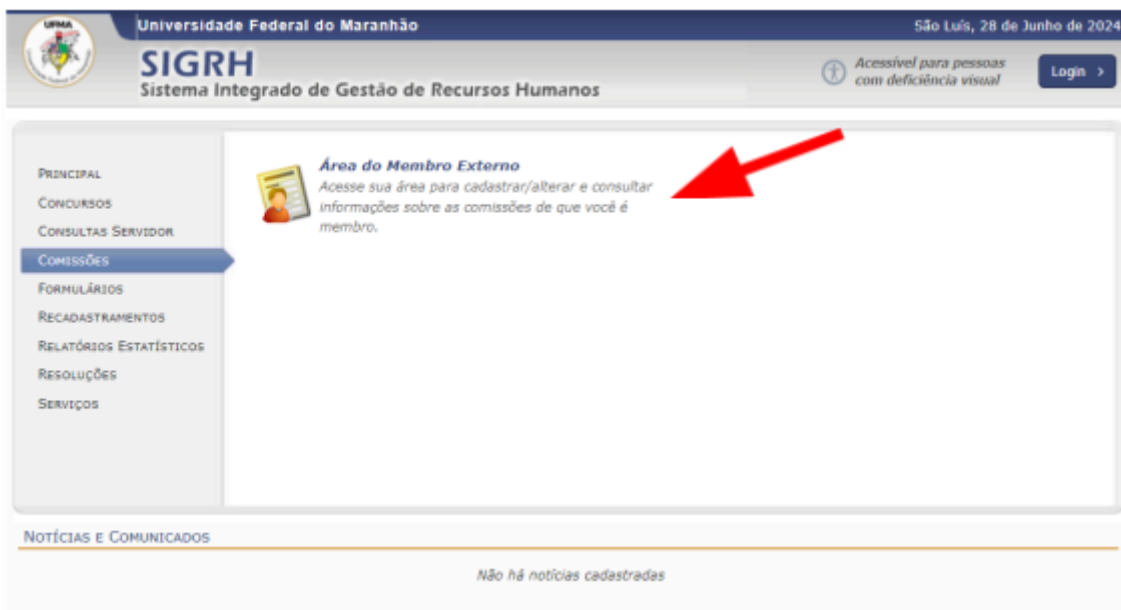 UFMA
Universidade Federal do Maranhão
São Luís, 28 de Junho de 2024
SIGRH
Sistema Integrado de Gestão de Recursos Humanos
Acessível para pessoas
com deficiência visual
Login >
Principal
Concursos
Consultas Servidor
Comissões
Formulários
Recadastramentos
Relatórios Estatísticos
Resoluções
Serviços
Área do Membro Externo
Acesse sua área para cadastrar/alterar e consultar
informações sobre as comissões de que você é
membro.
Notícias e Comunicados
Não há notícias cadastradas